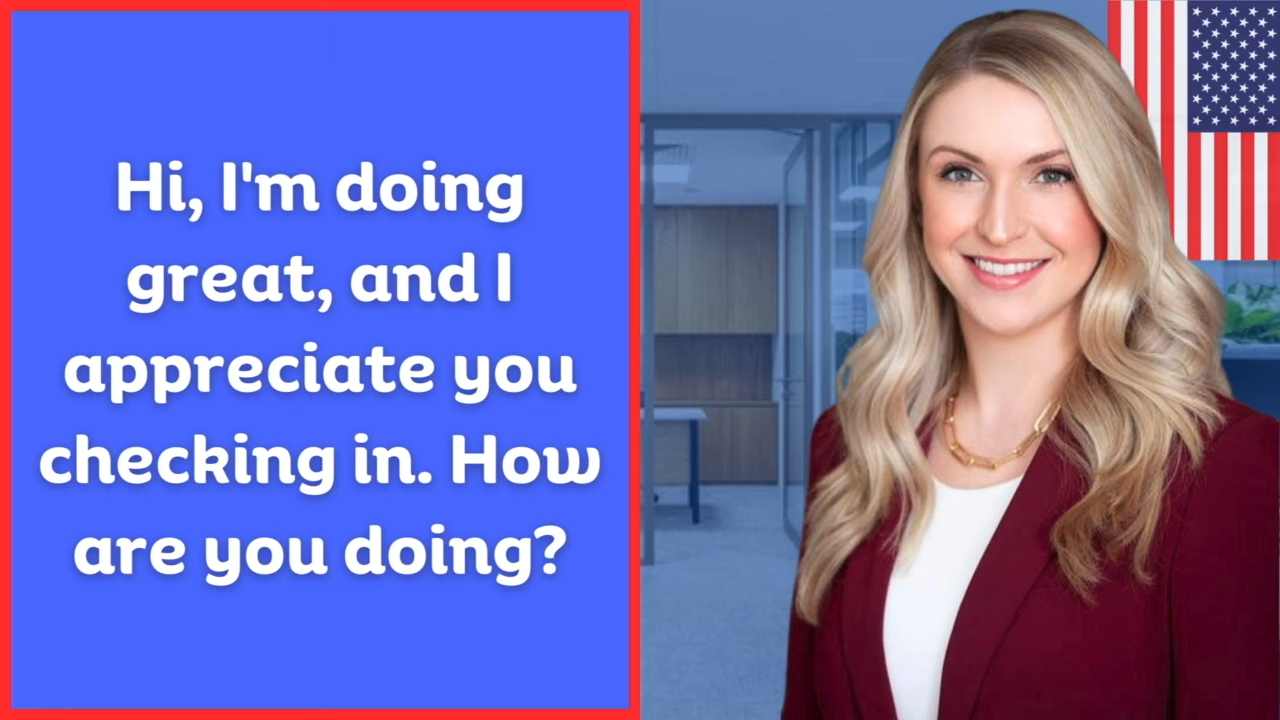 Hi, I'm doing
great, and I
appreciate you
checking in. How
are you doing?